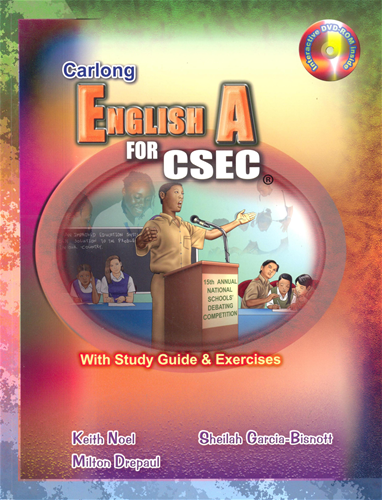 Interactive DVD-ROM inside
Carlong
ENGLISH A
FOR CSEC®
15th ANNUAL
NATIONAL
SCHOOLS'
DEBATING
COMPETITION
With Study Guide & Exercises
Keith Noel
Sheilah Garcia-Bisnott
Milton Drepaul